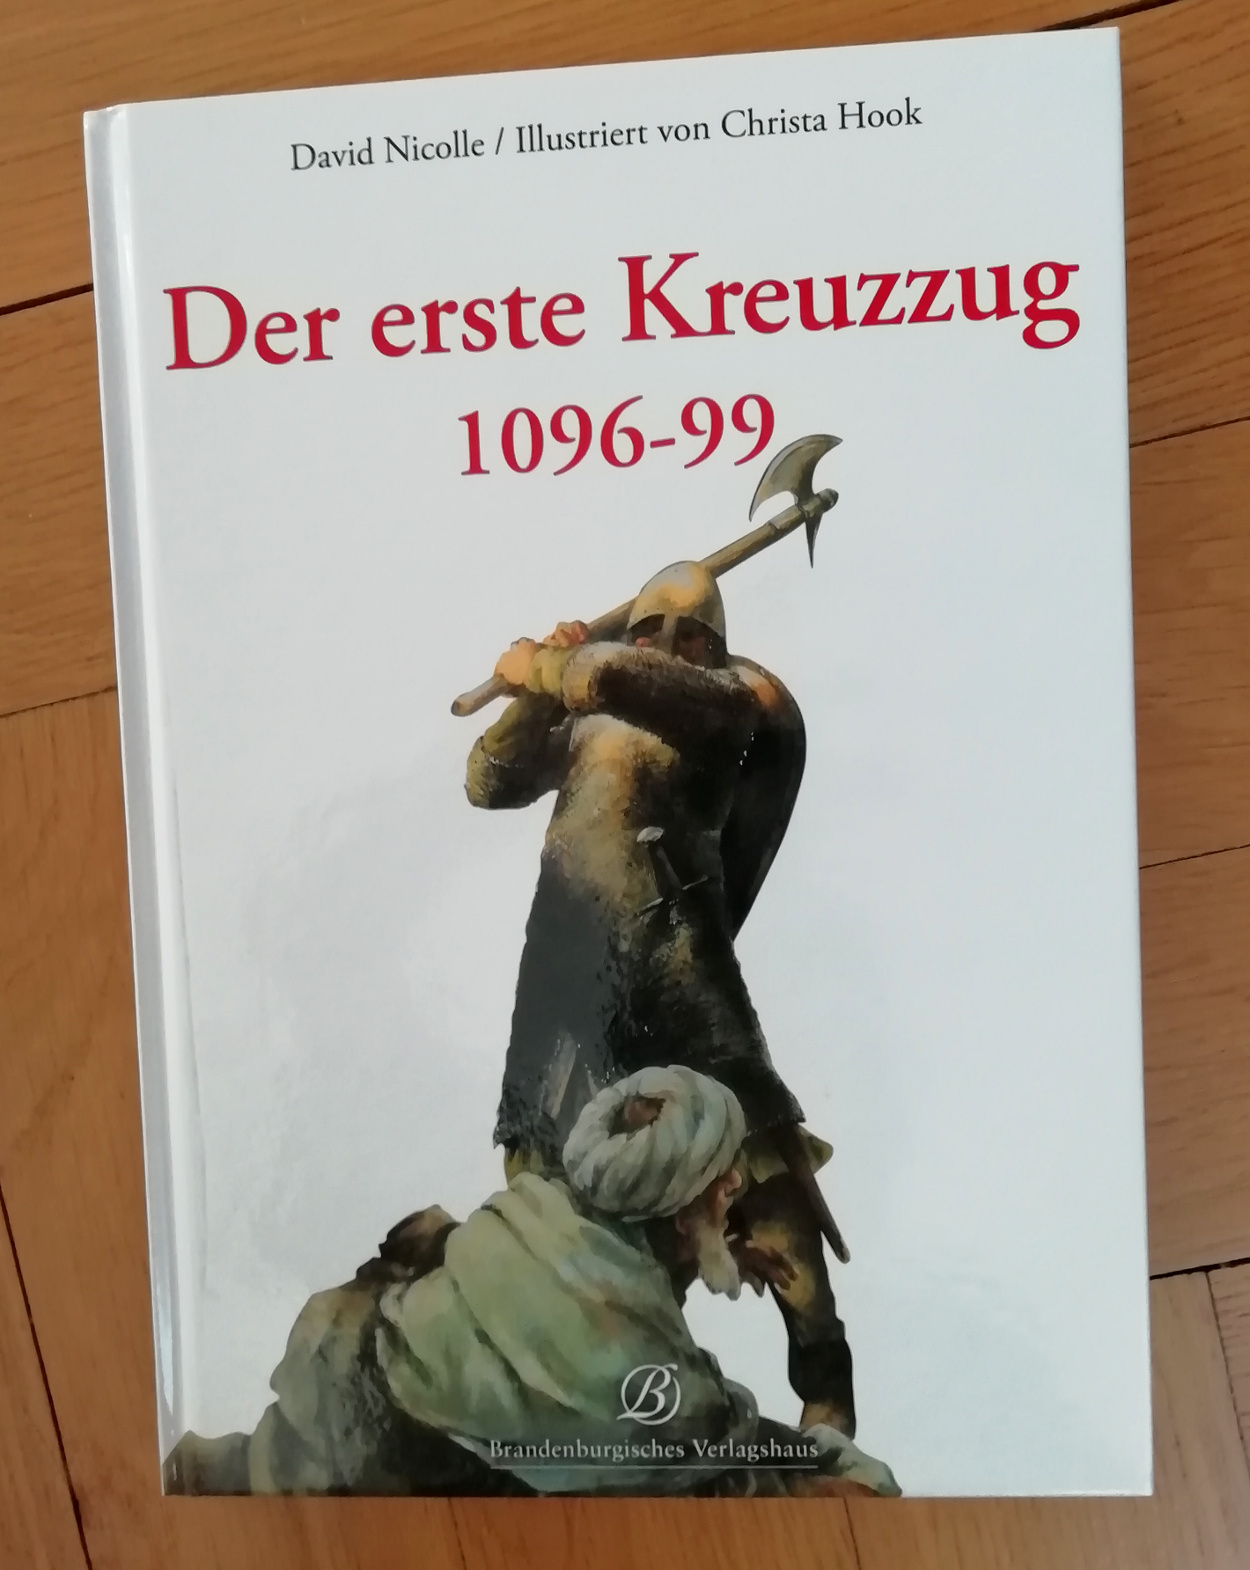 David Nicolle / Illustriert von Christa Hook
Der erste Kreuzzug
1096-99
B
Brandenburgisches Verlagshaus